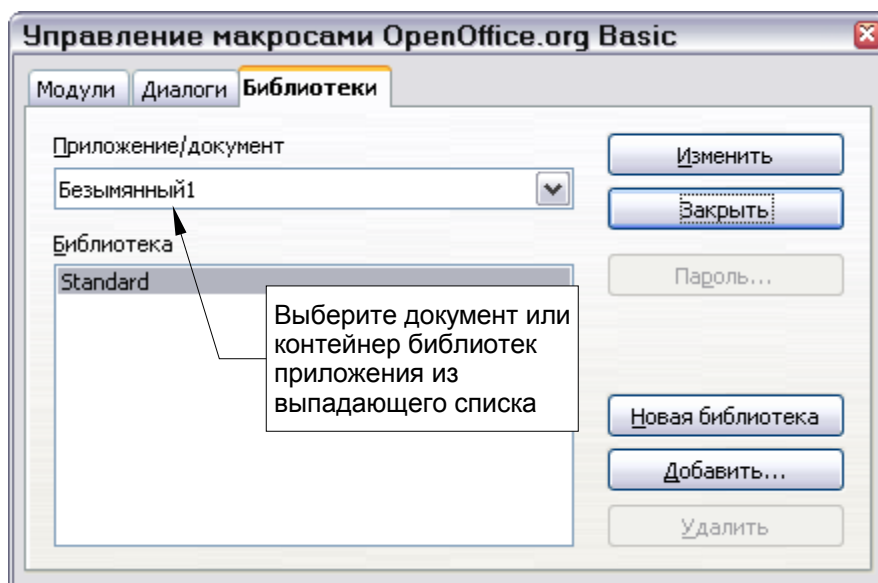 Управление макросами OpenOffice.org Basic
Модули Диалоги Библиотеки
Приложение/документ
Безымянный1
Библиотека
Standard
Выберите документ или
контейнер библиотек
приложения из
выпадающего списка
Изменить
Закрыть
Пароль...
Новая библиотека
Добавить...
Удалить